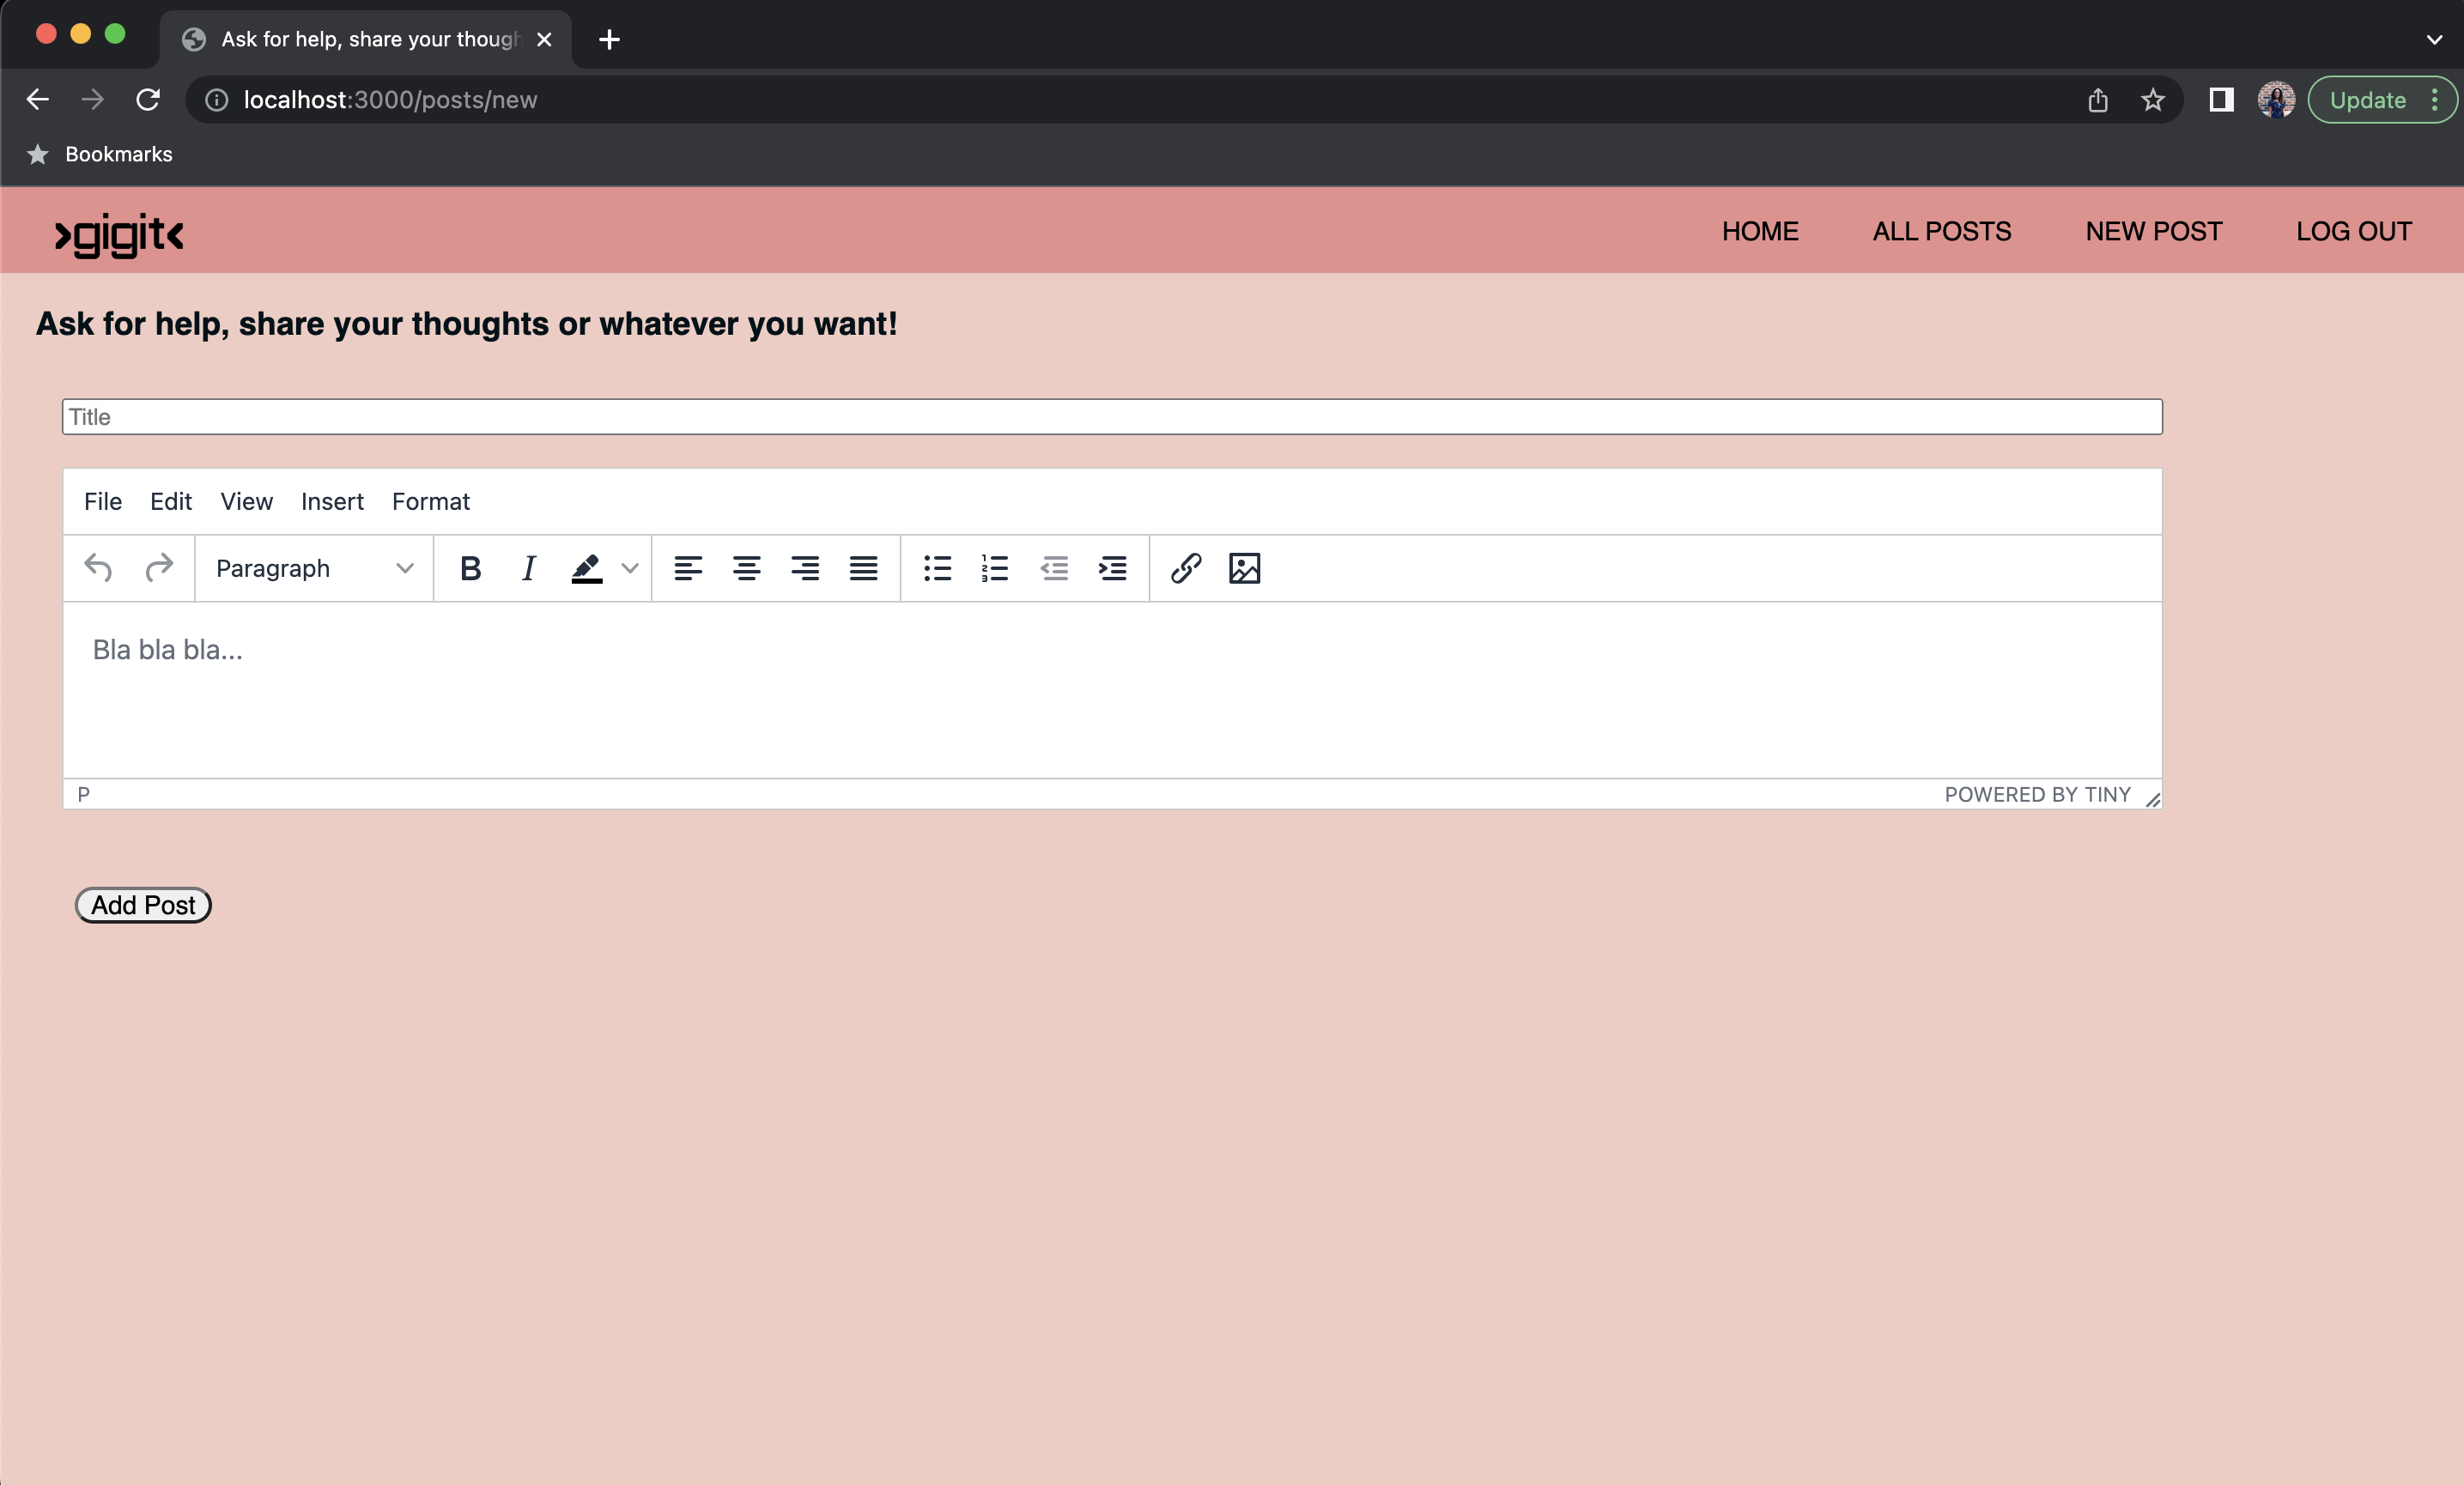 Ask for help, share your though
localhost:3000/posts/new
Update
Bookmarks
>gigit<
HOME ALL POSTS NEW POST LOG OUT
Ask for help, share your thoughts or whatever you want!
Title
File Edit View Insert Format
Paragraph B I
Bla bla bla...
P POWERED BY TINY
Add Post